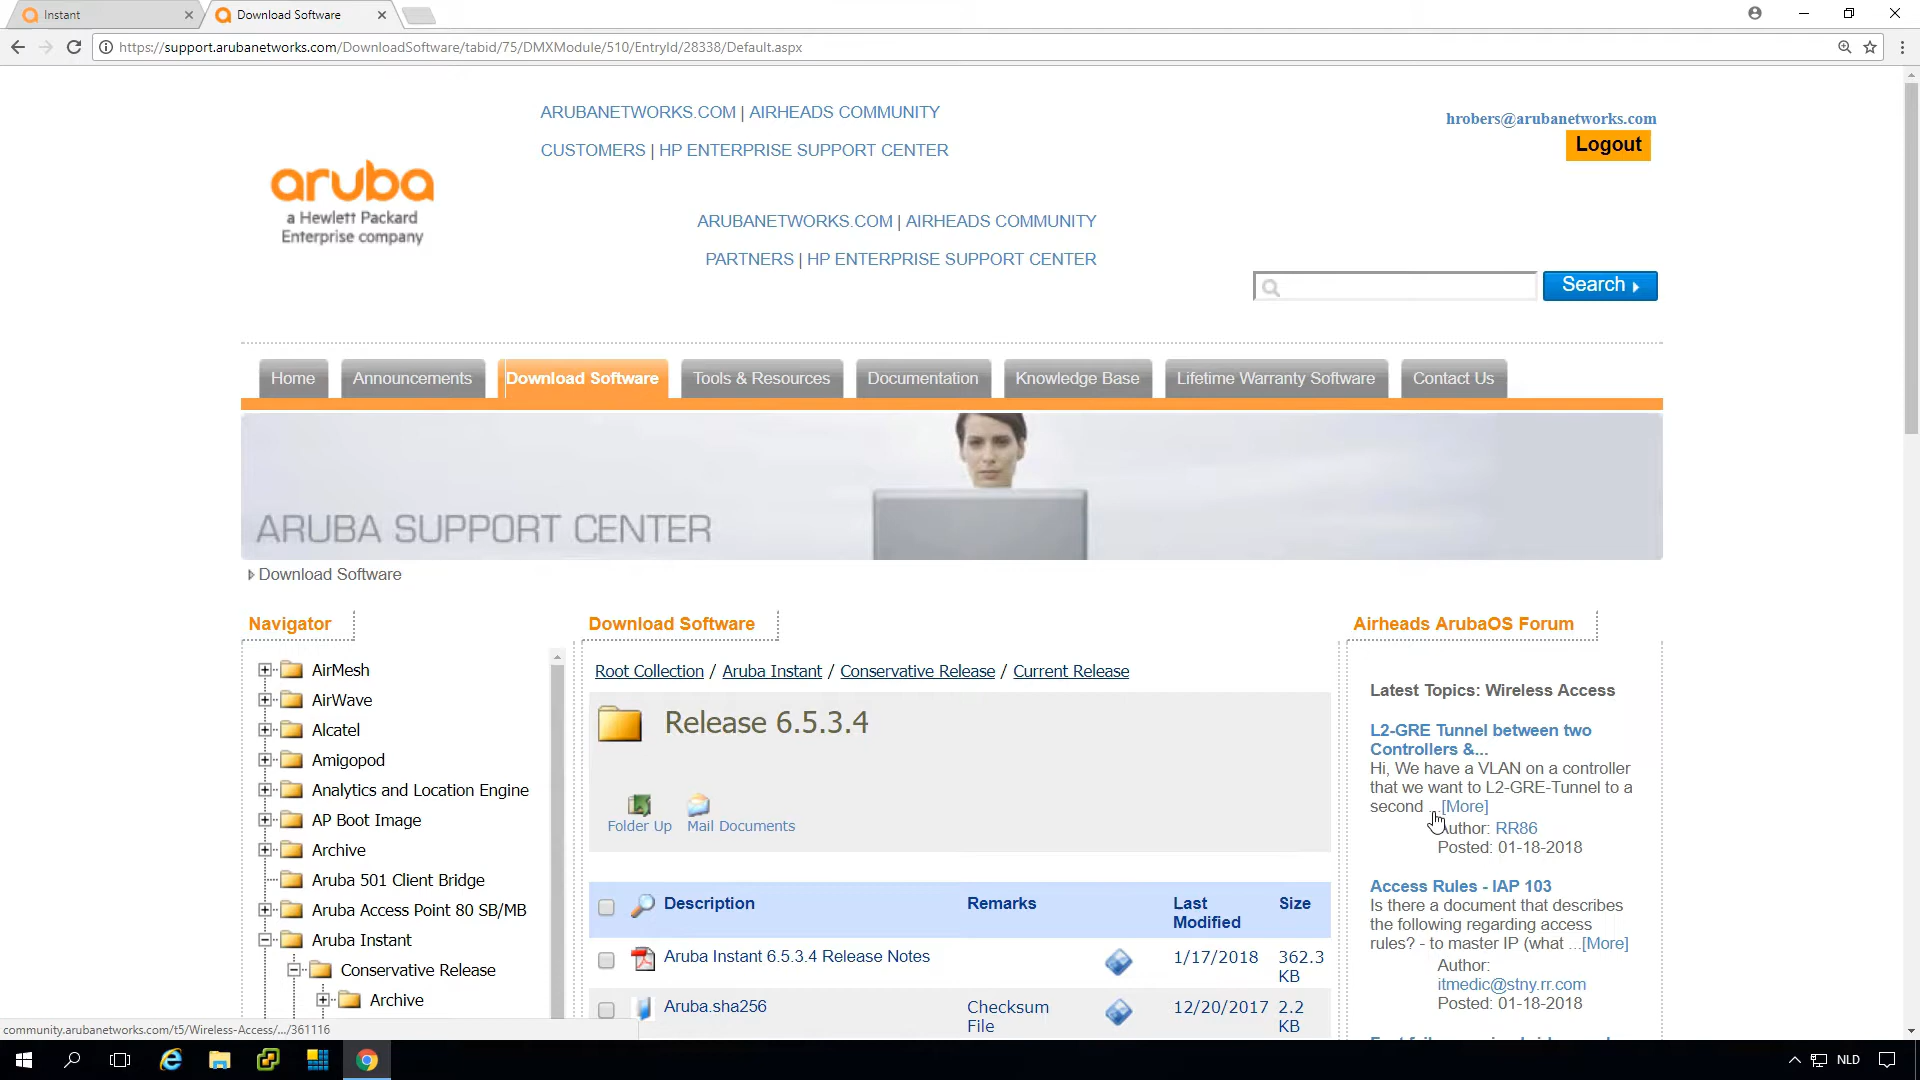 Instant
Download Software
https://support.arubanetworks.com/DownloadSoftware/tabid/75/DMXModule/510/EntryId/28338/Default.aspx
ARUBANETWORKS.COM | AIRHEADS COMMUNITY
CUSTOMERS | HP ENTERPRISE SUPPORT CENTER
hrobers@arubanetworks.com
Logout
aruba
a Hewlett Packard
Enterprise company
ARUBANETWORKS.COM | AIRHEADS COMMUNITY
PARTNERS | HP ENTERPRISE SUPPORT CENTER
Search
Home
Announcements
Download Software
Tools & Resources
Documentation
Knowledge Base
Lifetime Warranty Software
Contact Us
ARUBA SUPPORT CENTER
Download Software
Navigator
AirMesh
AirWave
Alcatel
Amigopod
Analytics and Location Engine
AP Boot Image
Archive
Aruba 501 Client Bridge
Aruba Access Point 80 SB/MB
Aruba Instant
Conservative Release
Archive
Download Software
Root Collection / Aruba Instant / Conservative Release / Current Release
Release 6.5.3.4
Folder Up
Mail Documents
Description Remarks Last Modified Size
Aruba Instant 6.5.3.4 Release Notes 1/17/2018 362.3 KB
Aruba.sha256 Checksum File 12/20/2017 2.2 KB
Airheads ArubaOS Forum
Latest Topics: Wireless Access
L2-GRE Tunnel between two
Controllers &...
Hi, We have a VLAN on a controller
that we want to L2-GRE-Tunnel to a
second ...[More]
Author: RR86
Posted: 01-18-2018
Access Rules - IAP 103
Is there a document that describes
the following regarding access
rules? - to master IP (what ...[More]
Author:
itmedic@stny.rr.com
Posted: 01-18-2018
community.arubanetworks.com/t5/Wireless-Access/.../361116
NLD